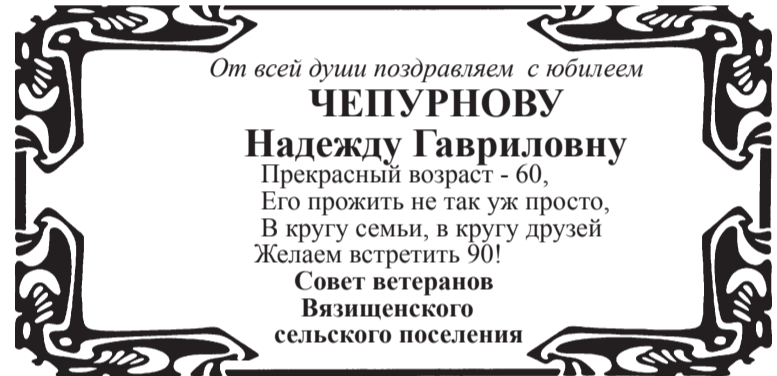 От всей души поздравляем с юбилеем
ЧЕПУРНОВУ
Надежду Гавриловну
Прекрасный возраст - 60,
Его прожить не так уж просто,
В кругу семьи, в кругу друзей
Желаем встретить 90!
Совет ветеранов
Вязищенского
сельского поселения